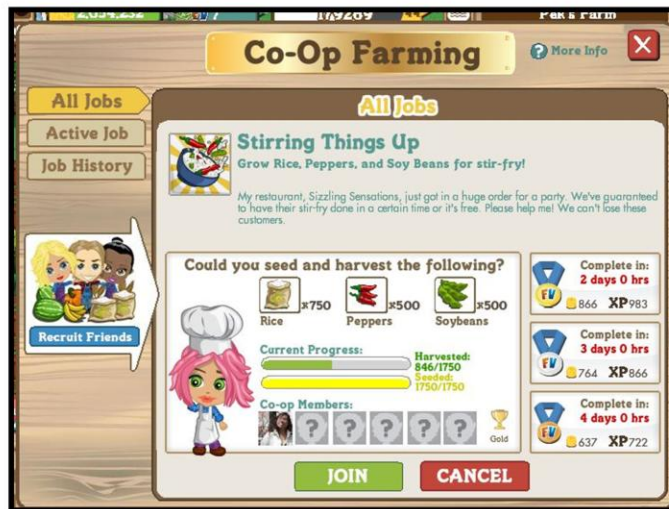 Co-Op Farming
More Info
All Jobs
Active Job
Job History
Recruit Friends
All Jobs
Stirring Things Up
Grow Rice, Peppers, and Soy Beans for stir-fry!
My restaurant, Sizzling Sensations, just got in a huge order for a party. We've guaranteed
to have their stir-fry done in a certain time or it's free. Please help me! We can't lose these
customers.
Could you seed and harvest the following?
x750
x500
x500
Rice
Peppers
Soybeans
Current Progress:
Harvested:
846/1750
Seeded:
1750/1750
Co-op Members:
? ? ? ? ?
Gold
Complete in:
2 days 0 hrs
FV
866 XP983
Complete in:
3 days 0 hrs
FV
764 XP866
Complete in:
4 days 0 hrs
FV
637 XP722
JOIN
CANCEL